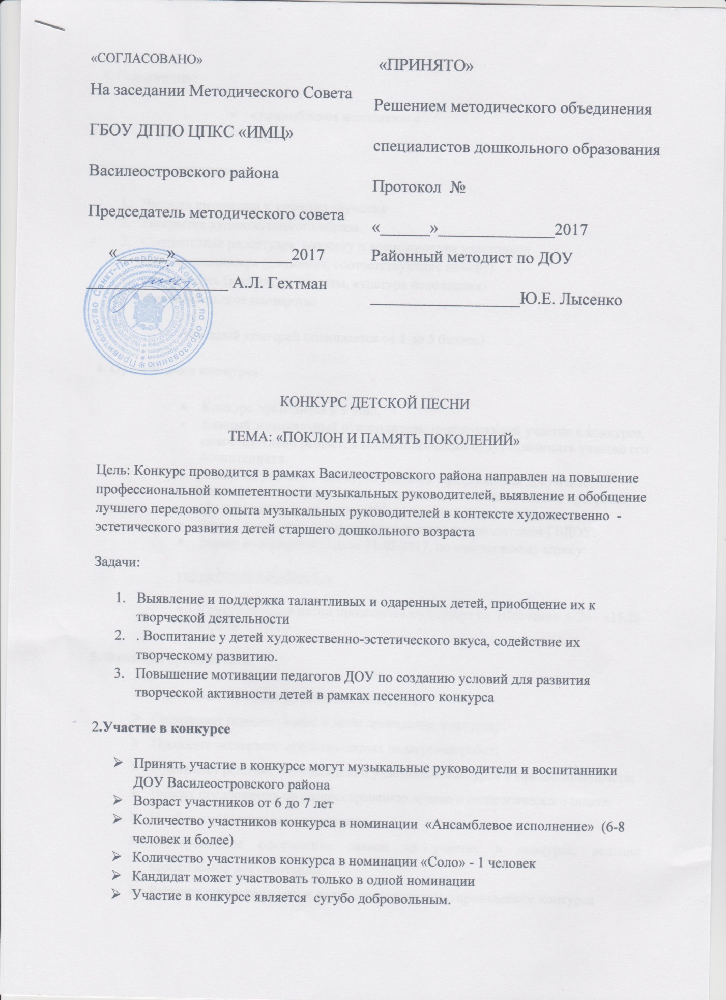 «СОГЛАСОВАНО»
На заседании Методического Совета
ГБОУ ДППО ЦПКС «ИМЦ»
Василеостровского района
Председатель методического совета
«______»______________2017
_________________ А.Л. Гехтман
«ПРИНЯТО»
Решением методического объединения
специалистов дошкольного образования
Протокол №
«______»______________2017
Районный методист по ДОУ
__________________Ю.Е. Лысенко
Правительство Санкт-Петербурга Комитет по образованию
КОНКУРС ДЕТСКОЙ ПЕСНИ
ТЕМА: «ПОКЛОН И ПАМЯТЬ ПОКОЛЕНИЙ»
Цель: Конкурс проводится в рамках Василеостровского района направлен на повышение
профессиональной компетентности музыкальных руководителей, выявление и обобщение
лучшего передового опыта музыкальных руководителей в контексте художественно -
эстетического развития детей старшего дошкольного возраста
Задачи:
1. Выявление и поддержка талантливых и одаренных детей, приобщение их к
творческой деятельности
2. . Воспитание у детей художественно-эстетического вкуса, содействие их
творческому развитию.
3. Повышение мотивации педагогов ДОУ по созданию условий для развития
творческой активности детей в рамках песенного конкурса
2.Участие в конкурсе
➢ Принять участие в конкурсе могут музыкальные руководители и воспитанники
ДОУ Василеостровского района
➢ Возраст участников от 6 до 7 лет
➢ Количество участников конкурса в номинации «Ансамблевое исполнение» (6-8
человек и более)
➢ Количество участников конкурса в номинации «Соло» - 1 человек
➢ Кандидат может участвовать только в одной номинации
➢ Участие в конкурсе является сугубо добровольным.